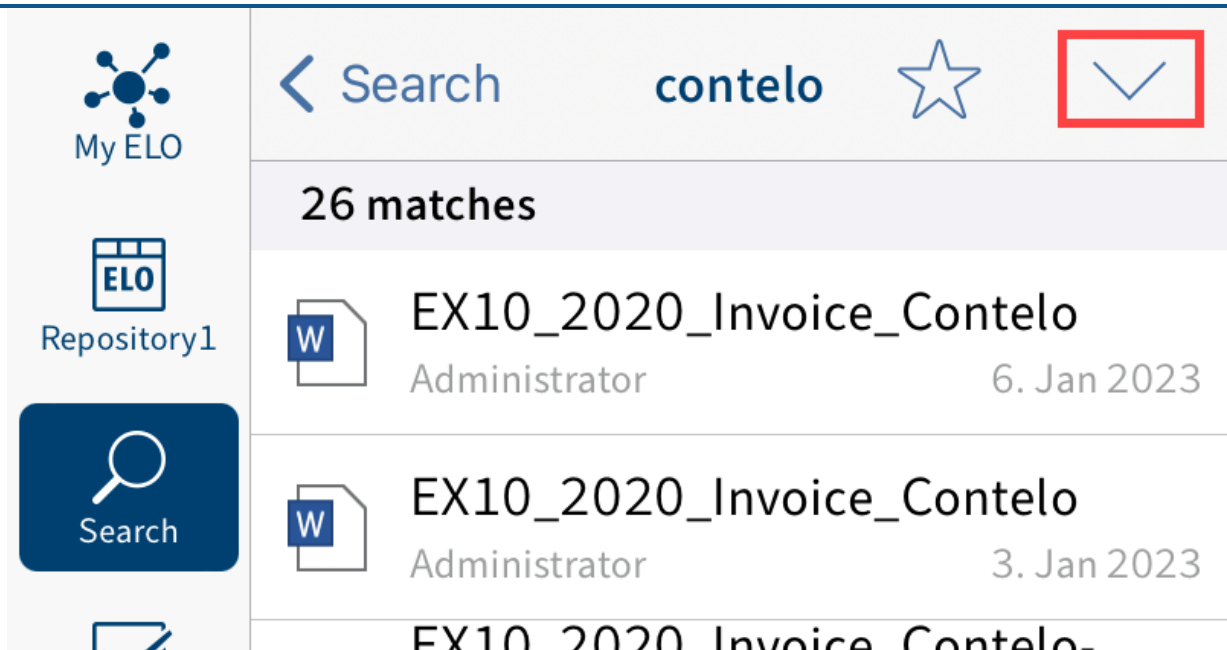 My ELO
Search
contelo
26 matches
ELO
Repository1
W
EX10_2020_Invoice_Contelo
Administrator
6. Jan 2023
Search
W
EX10_2020_Invoice_Contelo
Administrator
3. Jan 2023
EX10_2020_Invoice_Contelo-